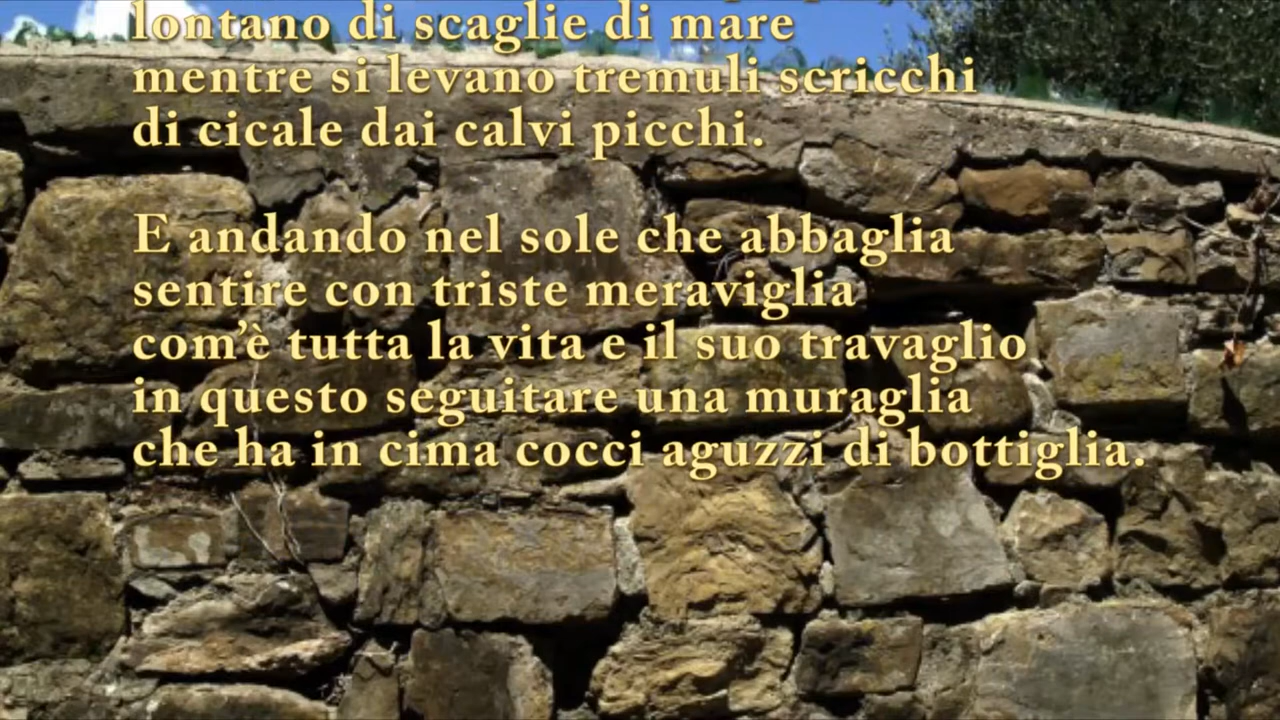 lontano di scaglie di mare
mentre si levano tremuli scricchi
di cicale dai calvi picchi.
E andando nel sole che abbaglia
sentire con triste meraviglia
com’è tutta la vita e il suo travaglio
in questo seguitare una muraglia
che ha in cima cocci aguzzi di bottiglia.